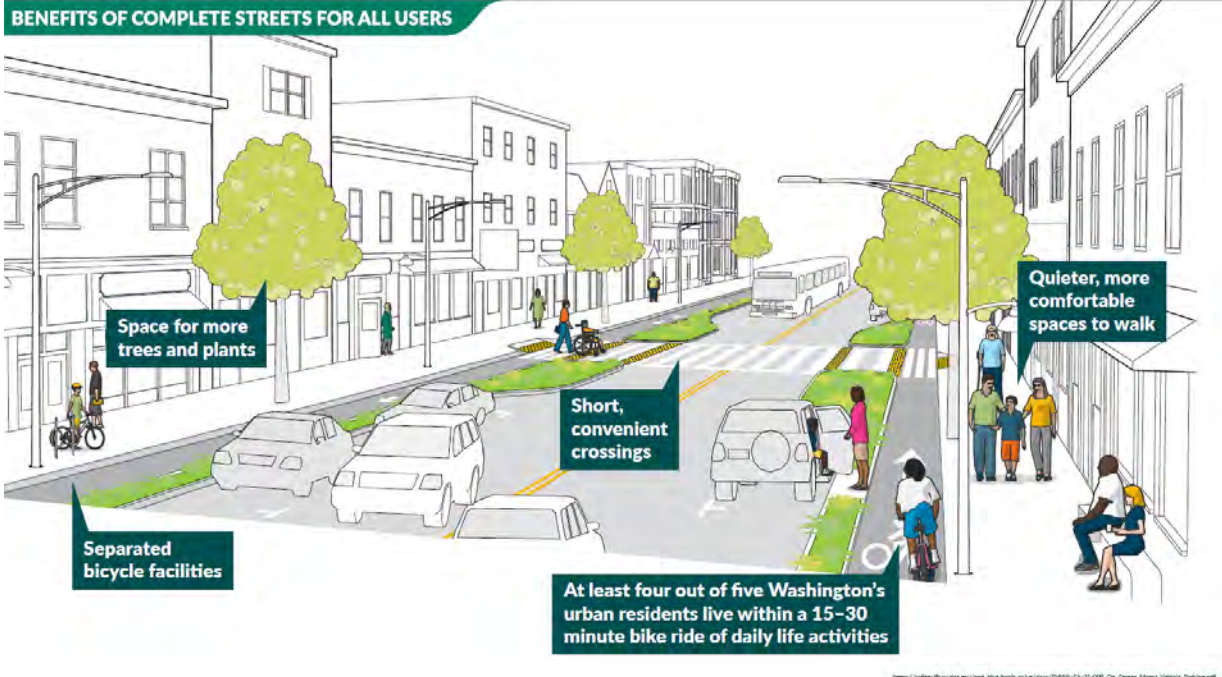 BENEFITS OF COMPLETE STREETS FOR ALL USERS
Space for more
trees and plants
Quieter, more
comfortable
spaces to walk
Short,
convenient
crossings
Separated
bicycle facilities
At least four out of five Washington's
urban residents live within a 15–30
minute bike ride of daily life activities